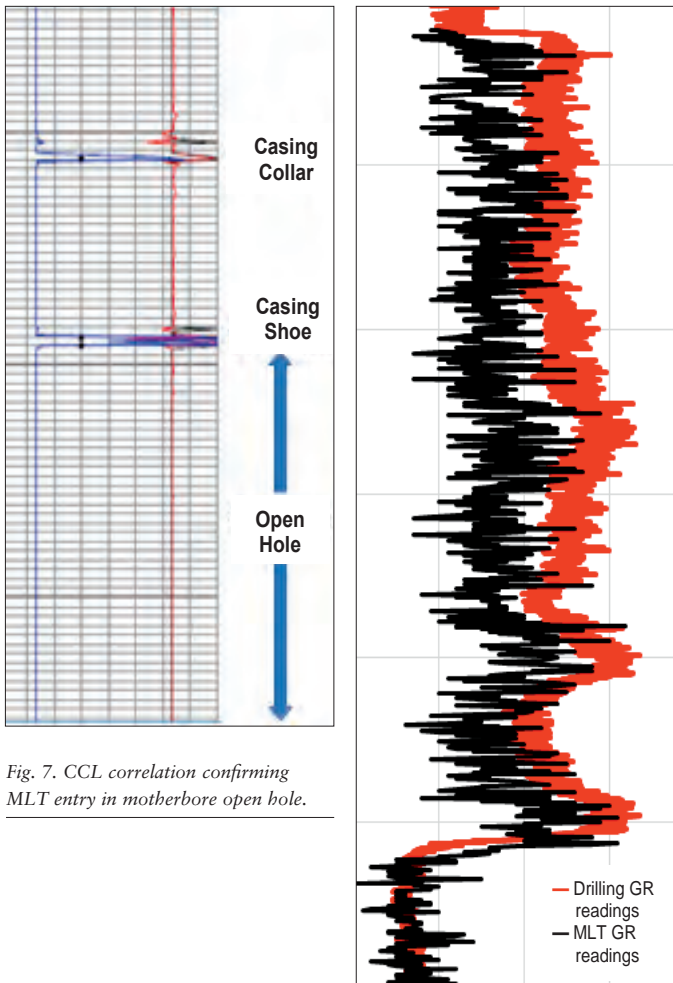 Casing
Collar
Casing
Shoe
Open
Hole
Fig. 7. CCL correlation confirming
MLT entry in motherbore open hole.
Drilling GR
readings
MLT GR
readings